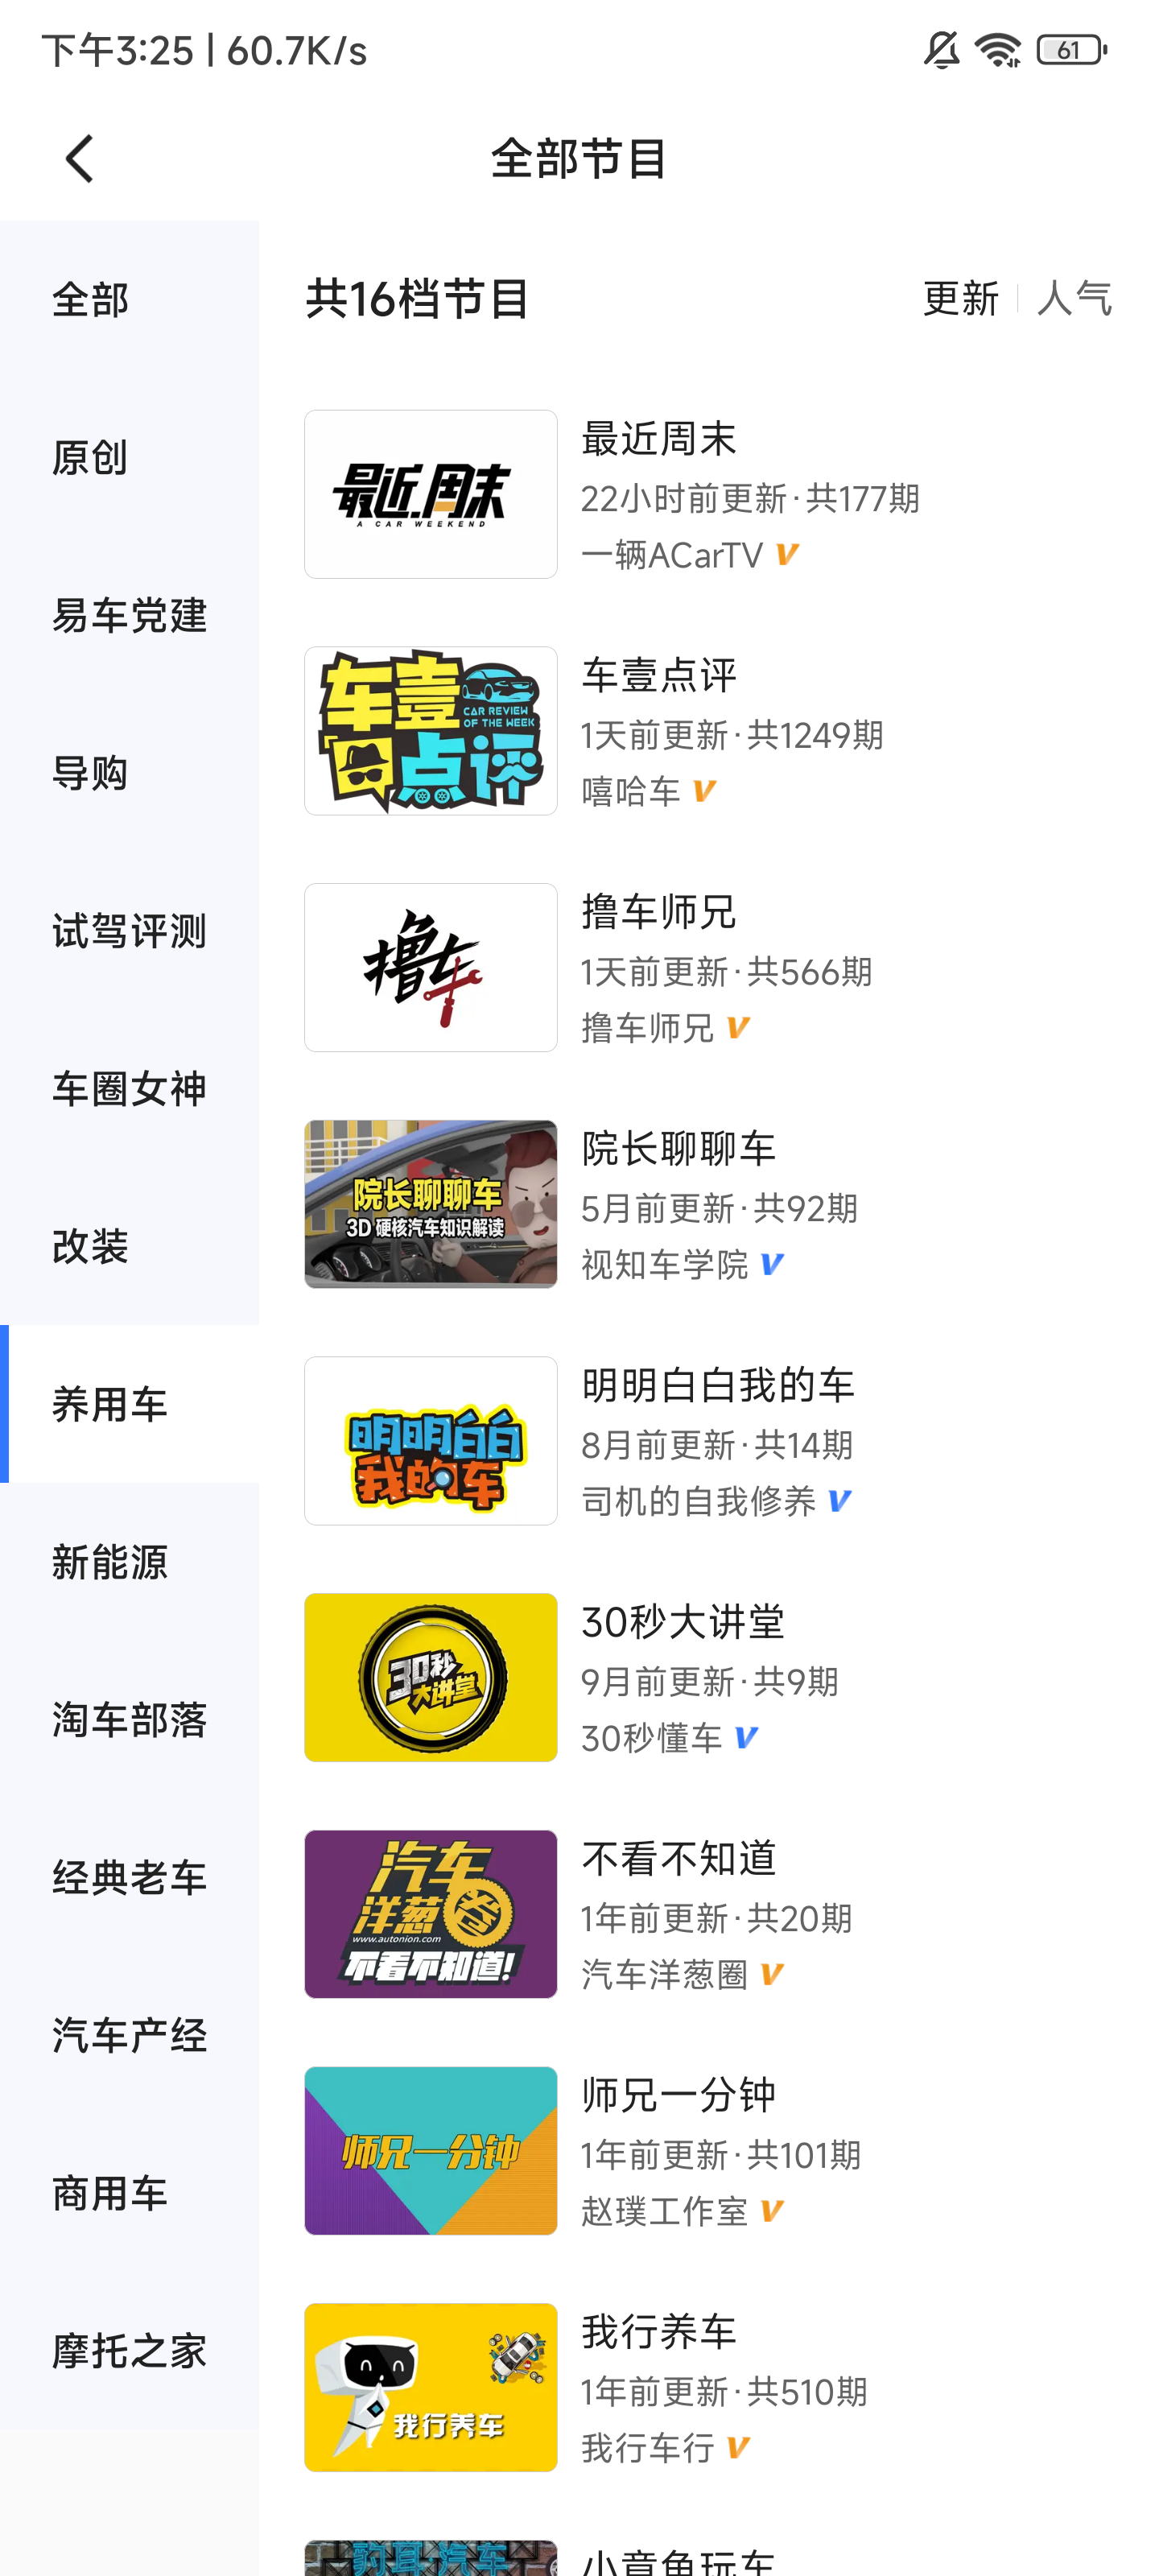 下午3:25 | 60.7K/s
61
全部节目
全部
原创
易车党建
导购
试驾评测
车圈女神
改装
养用车
新能源
淘车部落
经典老车
汽车产经
商用车
摩托之家
共16档节目
更新 | 人气
最近周末
A CAR WEEKEND
最近周末
22小时前更新·共177期
一辆ACarTV
车壹点评
CAR REVIEW
OF THE WEEK
车壹点评
1天前更新·共1249期
嘻哈车
撸车
撸车师兄
1天前更新·共566期
撸车师兄
院长聊聊车
3D 硬核汽车知识解读
院长聊聊车
5月前更新·共92期
视知车学院
明明白白
我的车
明明白白我的车
8月前更新·共14期
司机的自我修养
30秒
大讲堂
30秒大讲堂
9月前更新·共9期
30秒懂车
汽车
洋葱卷
www.autonion.com
不看不知道!
不看不知道
1年前更新·共20期
汽车洋葱圈
师兄一分钟
师兄一分钟
1年前更新·共101期
赵璞工作室
我行养车
我行养车
1年前更新·共510期
我行车行
豹耳汽车
小章鱼玩车